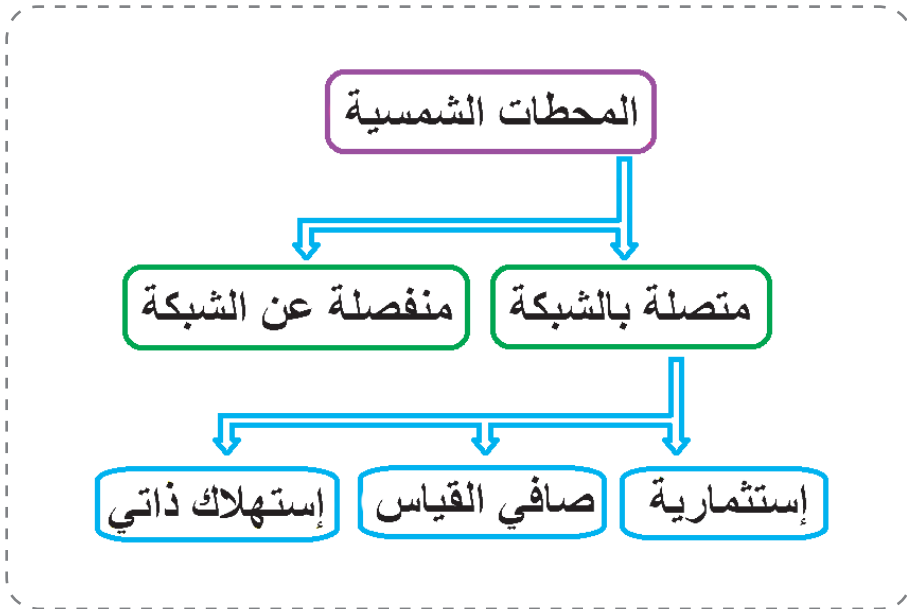 المحطات الشمسية
متصلة بالشبكة
منفصلة عن الشبكة
إستثمارية
صافي القياس
إستهلاك ذاتي